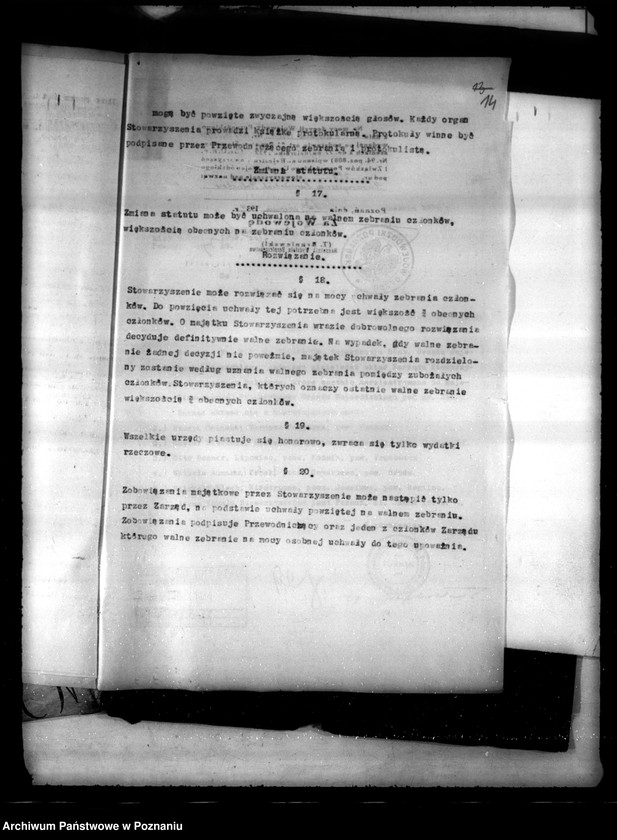 14
mogą być powzięte zwyczajną większością głosów. Każdy organ
Stowarzyszenia prowadzi książkę protokularną. Protokuły winne być
podpisane przez Przewodniczącego zebrania i protokolistę.
Zmiana statutu.
§ 17.
Zmiana statutu może być uchwalona na walnem zebraniu członków,
większością obecnych na zebraniu członków.
Rozwiązanie.
§ 18.
Stowarzyszenie może rozwiązać się na mocy uchwały zebrania człon-
ków. Do powzięcia uchwały tej potrzebna jest większość obecnych
członków. O majątku Stowarzyszenia wrazie dobrowolnego rozwiązania
decyduje definitywnie walne zebranie. Na wypadek, gdy walne zebra-
nie żadnej decyzji nie poweźmie, majątek Stowarzyszenia rozdzielo-
ny zostanie według uznania walnego zebrania pomiędzy zubożałych
członków.Stowarzyszenia, których oznaczy ostatnie walne zebranie
większością obecnych członków.
§ 19.
Wszelkie urzędy piastuje się honorowo, zwraca się tylko wydatki
rzeczowe.
§ 20.
Zobowiązania majątkowe przez Stowarzyszenie może nastąpić tylko
przez Zarząd, na podstawie uchwały powziętej na walnem zebraniu.
Zobowiązania podpisuje Przewodniczący oraz jeden z członków Zarządu
którego walne zebranie na mocy osobnej uchwały do tego upoważnia.
Archiwum Państwowe w Poznaniu